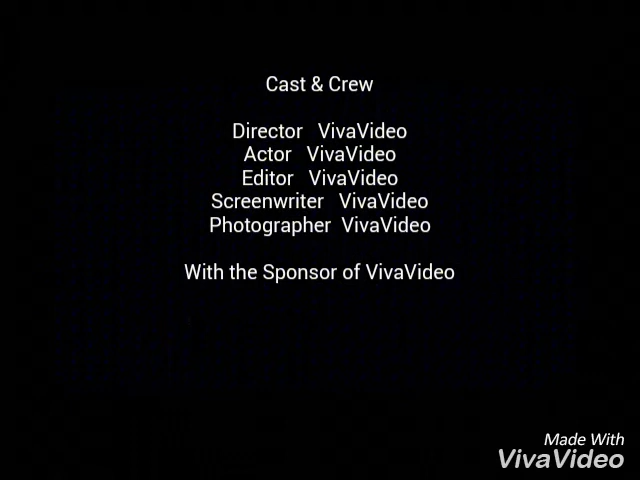 Cast & Crew
Director VivaVideo
Actor VivaVideo
Editor VivaVideo
Screenwriter VivaVideo
Photographer VivaVideo
With the Sponsor of VivaVideo
Made With
VivaVideo